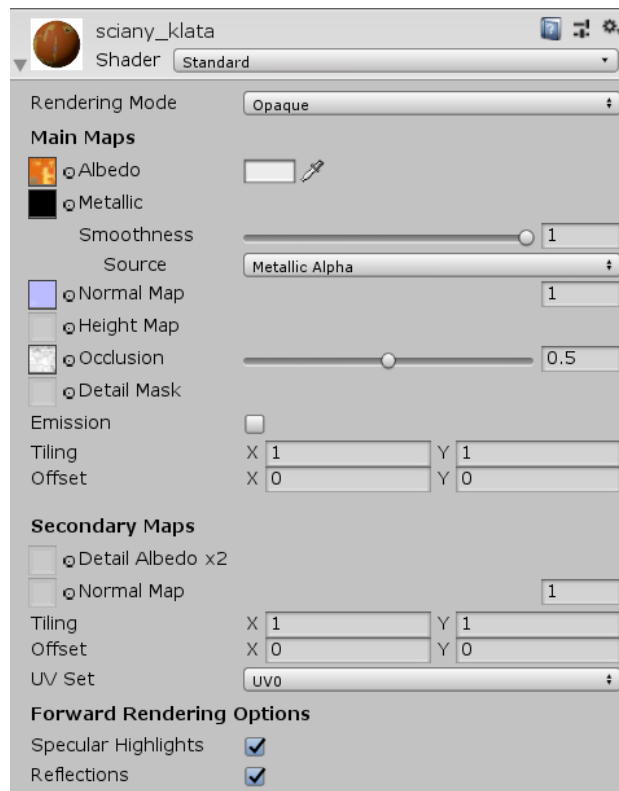 sciany_klata
Shader Standard
Rendering Mode Opaque
Main Maps
Albedo
Metallic
Smoothness 1
Source Metallic Alpha
Normal Map 1
Height Map
Occlusion 0.5
Detail Mask
Emission
Tiling X 1 Y 1
Offset X 0 Y 0
Secondary Maps
Detail Albedo x2
Normal Map 1
Tiling X 1 Y 1
Offset X 0 Y 0
UV Set UV0
Forward Rendering Options
Specular Highlights
Reflections